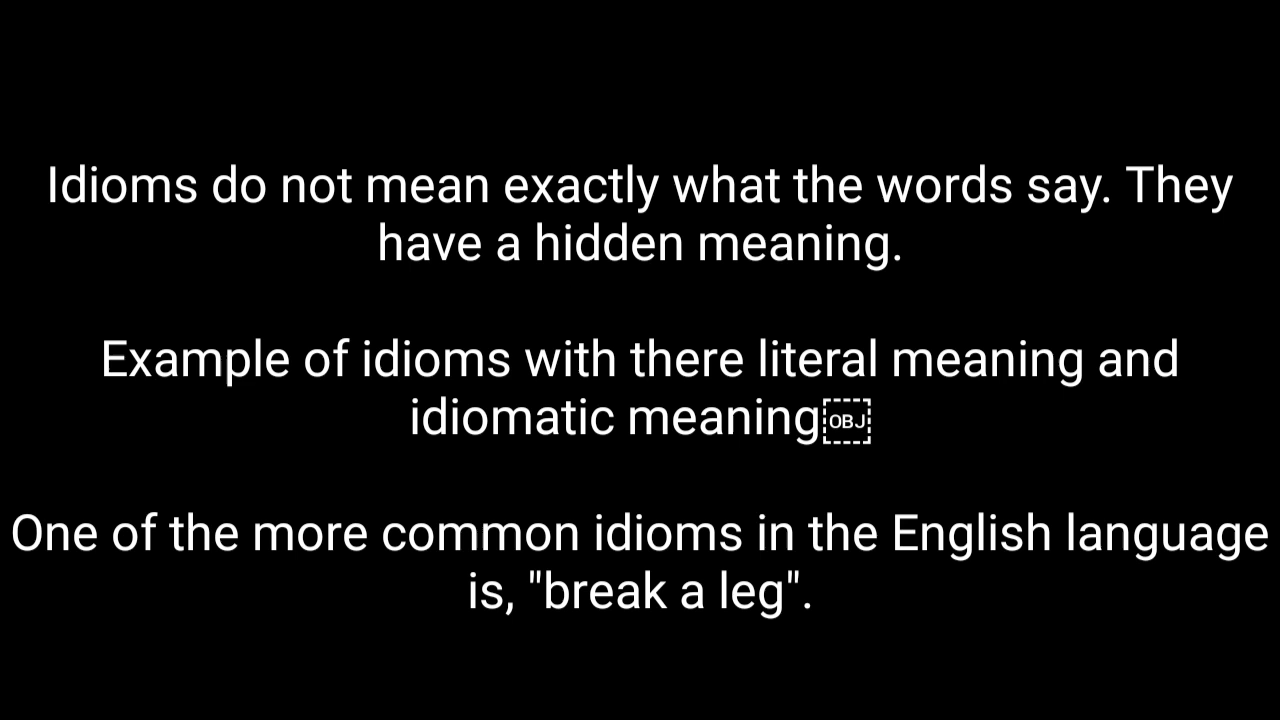 Idioms do not mean exactly what the words say. They
have a hidden meaning.
Example of idioms with there literal meaning and
idiomatic meaning￼
One of the more common idioms in the English language
is, "break a leg".